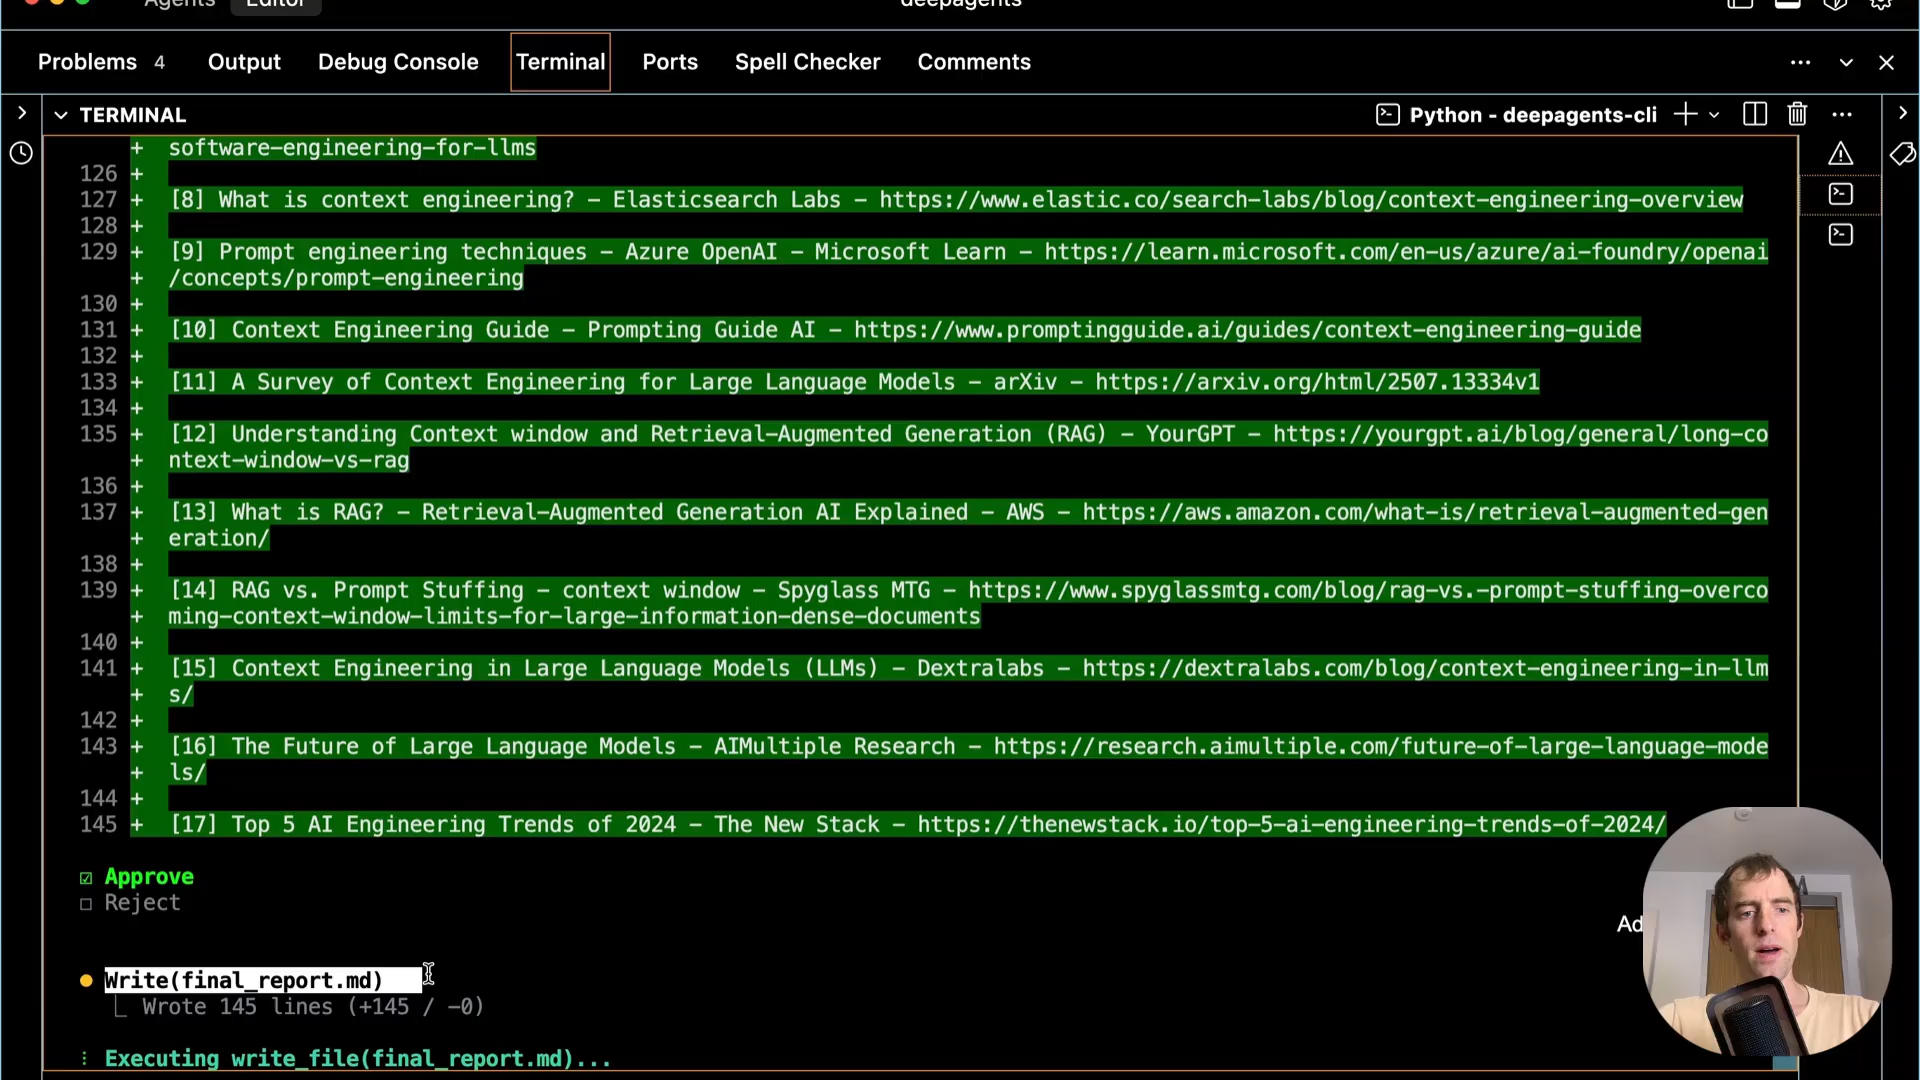 Agents Editor deepagents
Problems 4 Output Debug Console Terminal Ports Spell Checker Comments
TERMINAL Python - deepagents-cli
+ software-engineering-for-llms
126 +
127 + [8] What is context engineering? – Elasticsearch Labs – https://www.elastic.co/search-labs/blog/context-engineering-overview
128 +
129 + [9] Prompt engineering techniques – Azure OpenAI – Microsoft Learn – https://learn.microsoft.com/en-us/azure/ai-foundry/openai
+ /concepts/prompt-engineering
130 +
131 + [10] Context Engineering Guide – Prompting Guide AI – https://www.promptingguide.ai/guides/context-engineering-guide
132 +
133 + [11] A Survey of Context Engineering for Large Language Models – arXiv – https://arxiv.org/html/2507.13334v1
134 +
135 + [12] Understanding Context window and Retrieval-Augmented Generation (RAG) – YourGPT – https://yourgpt.ai/blog/general/long-co
+ ntext-window-vs-rag
136 +
137 + [13] What is RAG? – Retrieval-Augmented Generation AI Explained – AWS – https://aws.amazon.com/what-is/retrieval-augmented-gen
+ eration/
138 +
139 + [14] RAG vs. Prompt Stuffing – context window – Spyglass MTG – https://www.spyglassmtg.com/blog/rag-vs.-prompt-stuffing-overco
+ ming-context-window-limits-for-large-information-dense-documents
140 +
141 + [15] Context Engineering in Large Language Models (LLMs) – Dextralabs – https://dextralabs.com/blog/context-engineering-in-llm
+ s/
142 +
143 + [16] The Future of Large Language Models – AIMultiple Research – https://research.aimultiple.com/future-of-large-language-mode
+ ls/
144 +
145 + [17] Top 5 AI Engineering Trends of 2024 – The New Stack – https://thenewstack.io/top-5-ai-engineering-trends-of-2024/
☑ Approve
☐ Reject
Ad
● Write(final_report.md)
Wrote 145 lines (+145 / -0)
Executing write_file(final_report.md)...